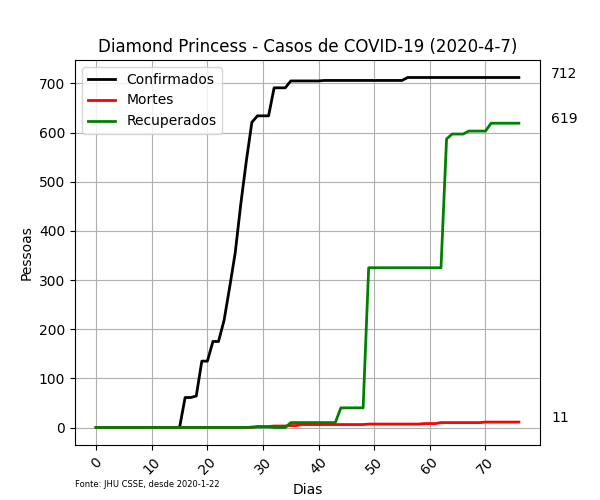 Diamond Princess - Casos de COVID-19 (2020-4-7)
Confirmados
Mortes
Recuperados
712
619
11
Pessoas
700
600
500
400
300
200
100
0
0
10
20
30
40
50
60
70
Dias
Fonte: JHU CSSE, desde 2020-1-22